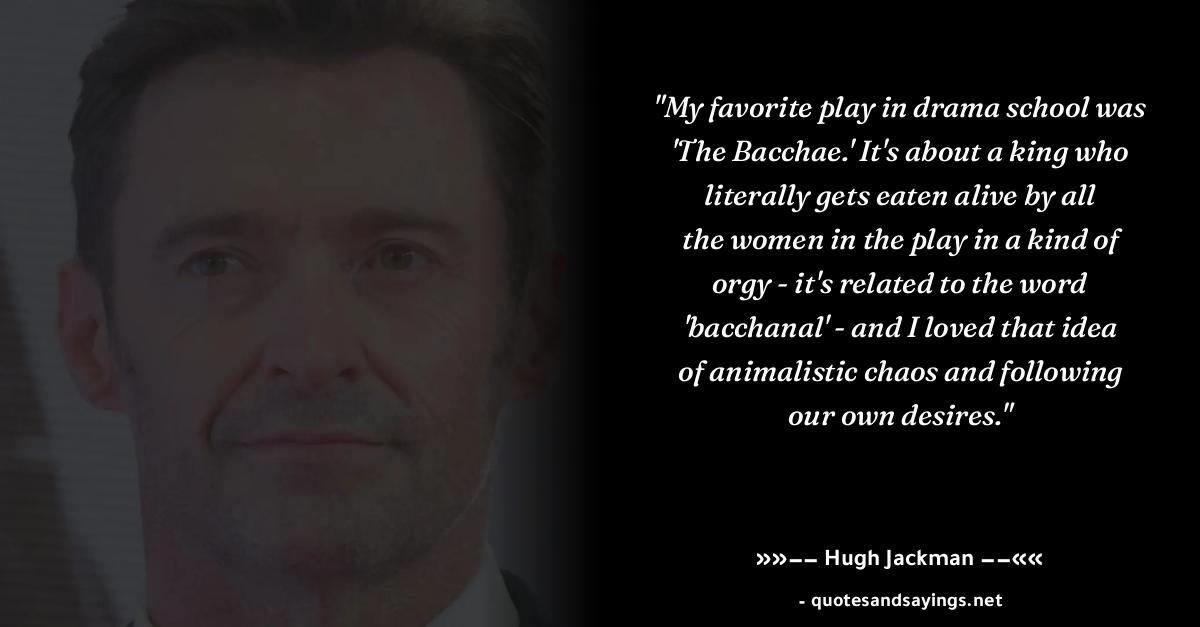 "My favorite play in drama school was
'The Bacchae.' It's about a king who
literally gets eaten alive by all
the women in the play in a kind of
orgy - it's related to the word
'bacchanal' - and I loved that idea
of animalistic chaos and following
our own desires."
»»–– Hugh Jackman ––««
- quotesandsayings.net